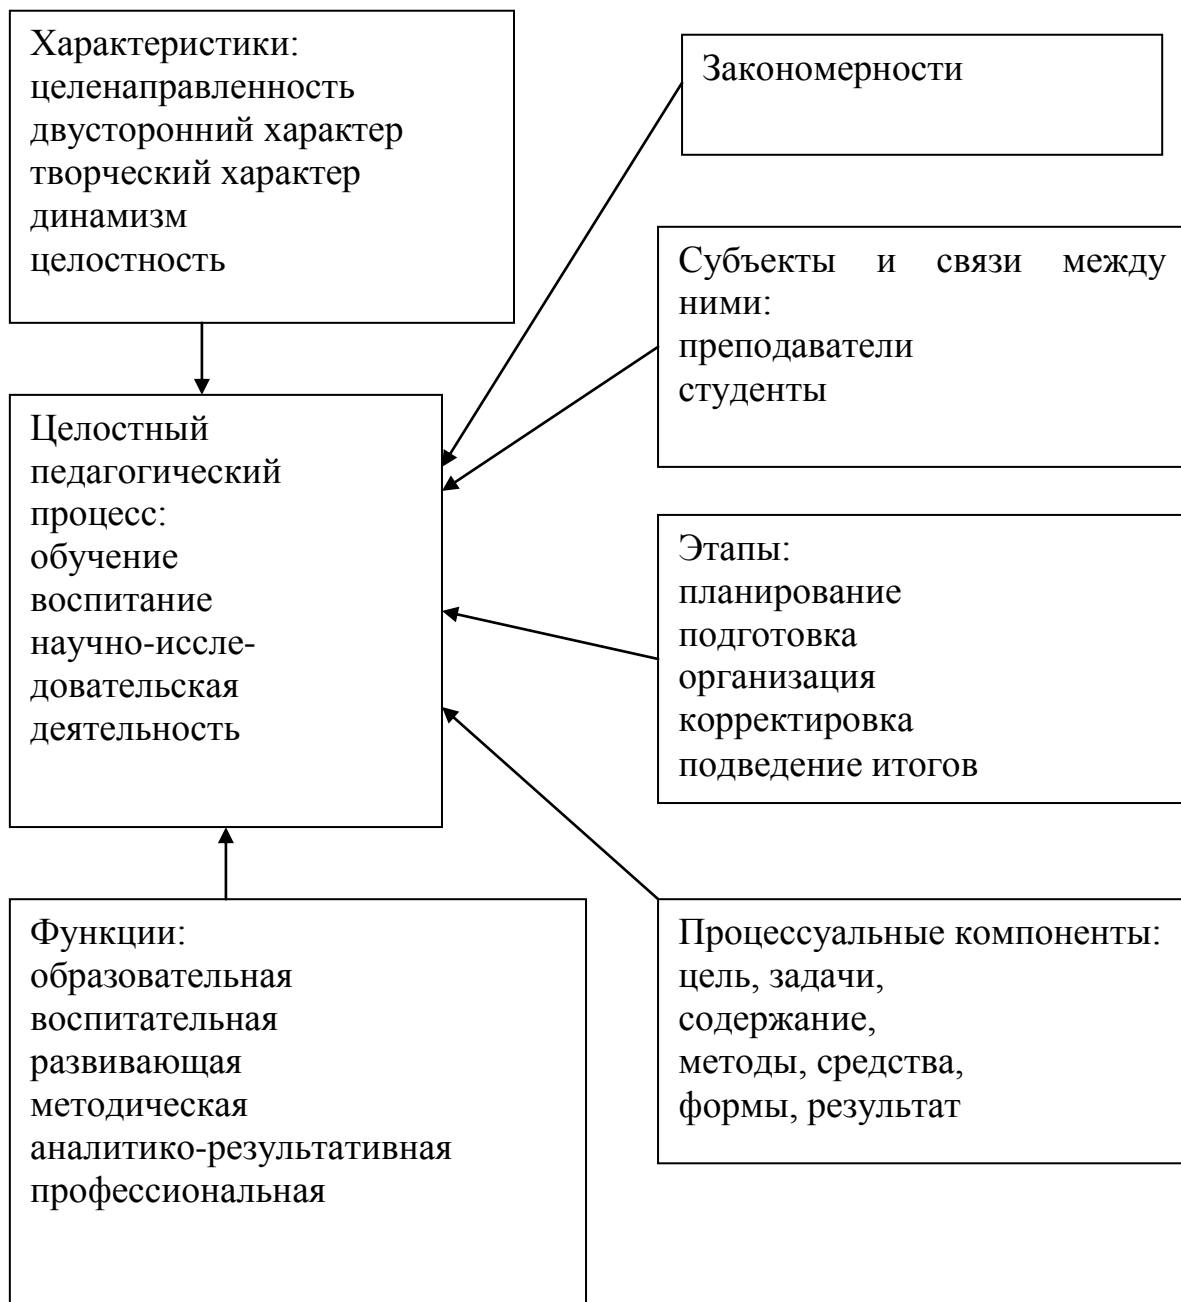 Характеристики:
целенаправленность
двусторонний характер
творческий характер
динамизм
целостность
Закономерности
Субъекты и связи между
ними:
преподаватели
студенты
Целостный
педагогический
процесс:
обучение
воспитание
научно-иссле-
довательская
деятельность
Этапы:
планирование
подготовка
организация
корректировка
подведение итогов
Функции:
образовательная
воспитательная
развивающая
методическая
аналитико-результативная
профессиональная
Процессуальные компоненты:
цель, задачи,
содержание,
методы, средства,
формы, результат